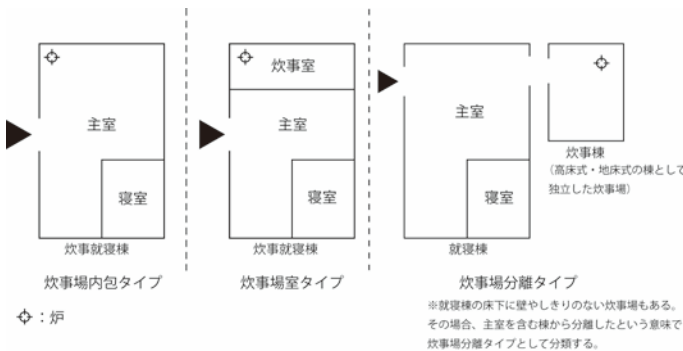 炊事室
主室
主室
主室
寝室
寝室
寝室
炊事棟
（高床式・地床式の棟として
独立した炊事場）
炊事就寝棟
炊事就寝棟
就寝棟
炊事場内包タイプ
炊事場室タイプ
炊事場分離タイプ
：炉
※就寝棟の床下に壁やしきりのない炊事場もある。
その場合、主室を含む棟から分離したという意味で
炊事場分離タイプとして分類する。